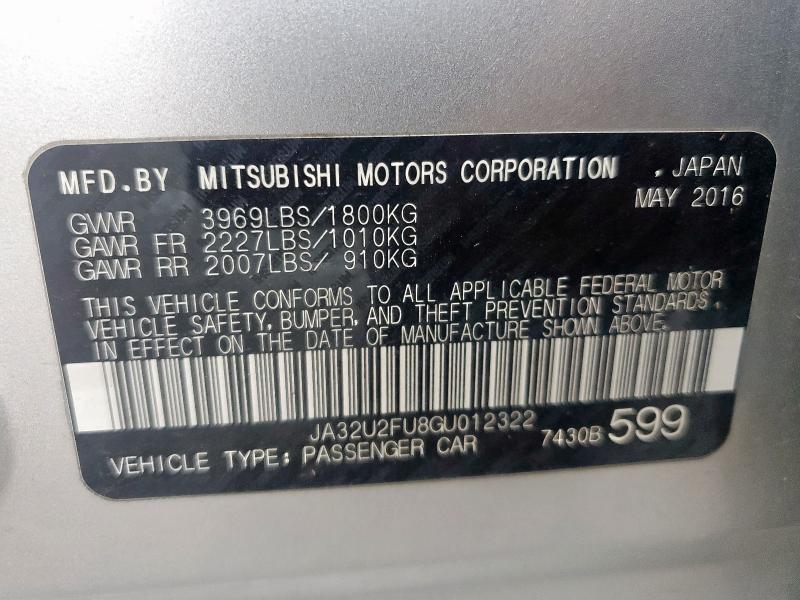 MFD.BY MITSUBISHI MOTORS CORPORATION . JAPAN
MAY 2016
GVWR 3969LBS/1800KG
GAWR FR 2227LBS/1010KG
GAWR RR 2007LBS/ 910KG
THIS VEHICLE CONFORMS TO ALL APPLICABLE FEDERAL MOTOR
VEHICLE SAFETY, BUMPER, AND THEFT PREVENTION STANDARDS
IN EFFECT ON THE DATE OF MANUFACTURE SHOWN ABOVE.
JA32U2FU8GU012322
7430B 599
VEHICLE TYPE: PASSENGER CAR